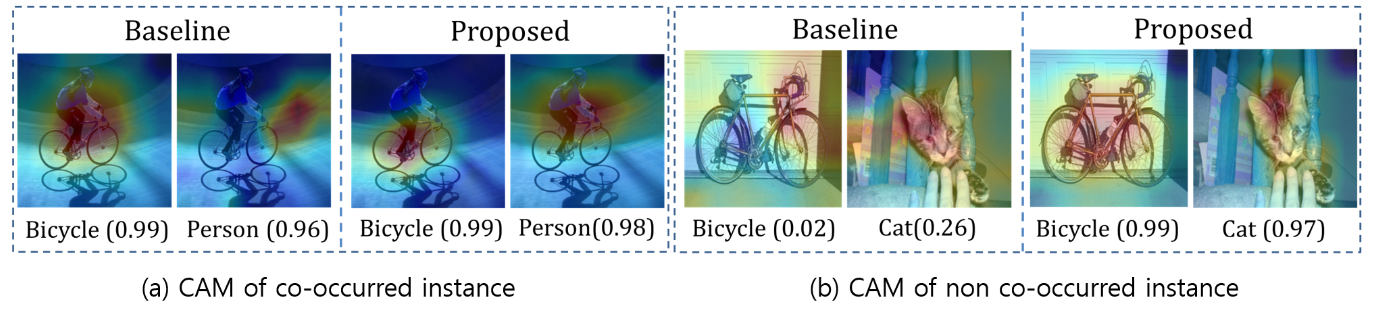 Baseline
Proposed
Baseline
Proposed
Bicycle (0.99)
Person (0.96)
Bicycle (0.99)
Person(0.98)
Bicycle (0.02)
Cat(0.26)
Bicycle (0.99)
Cat (0.97)
(a) CAM of co-occurred instance
(b) CAM of non co-occurred instance